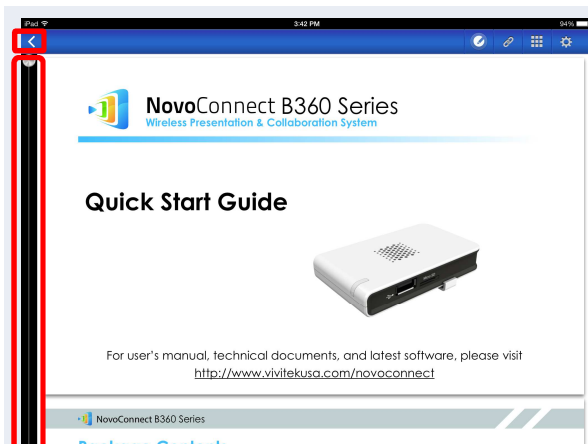 iPad 3:42 PM 94%
NovoConnect B360 Series
Wireless Presentation & Collaboration System
Quick Start Guide
For user's manual, technical documents, and latest software, please visit
http://www.vivitekusa.com/novoconnect
NovoConnect B360 Series